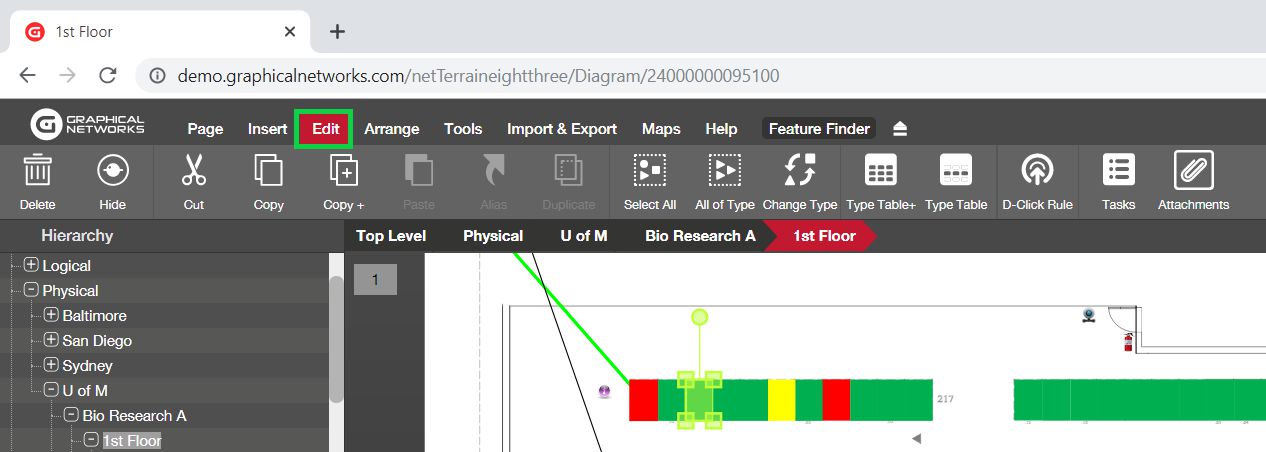 1st Floor
demo.graphicalnetworks.com/netTerraineightthree/Diagram/24000000095100
GRAPHICAL
NETWORKS
Page Insert Edit Arrange Tools Import & Export Maps Help Feature Finder
Delete Hide Cut Copy Copy + Paste Alias Duplicate Select All All of Type Change Type Type Table+ Type Table D-Click Rule Tasks Attachments
Hierarchy
Top Level Physical U of M Bio Research A 1st Floor
Logical
Physical
Baltimore
San Diego
Sydney
U of M
Bio Research A
1st Floor
1
217